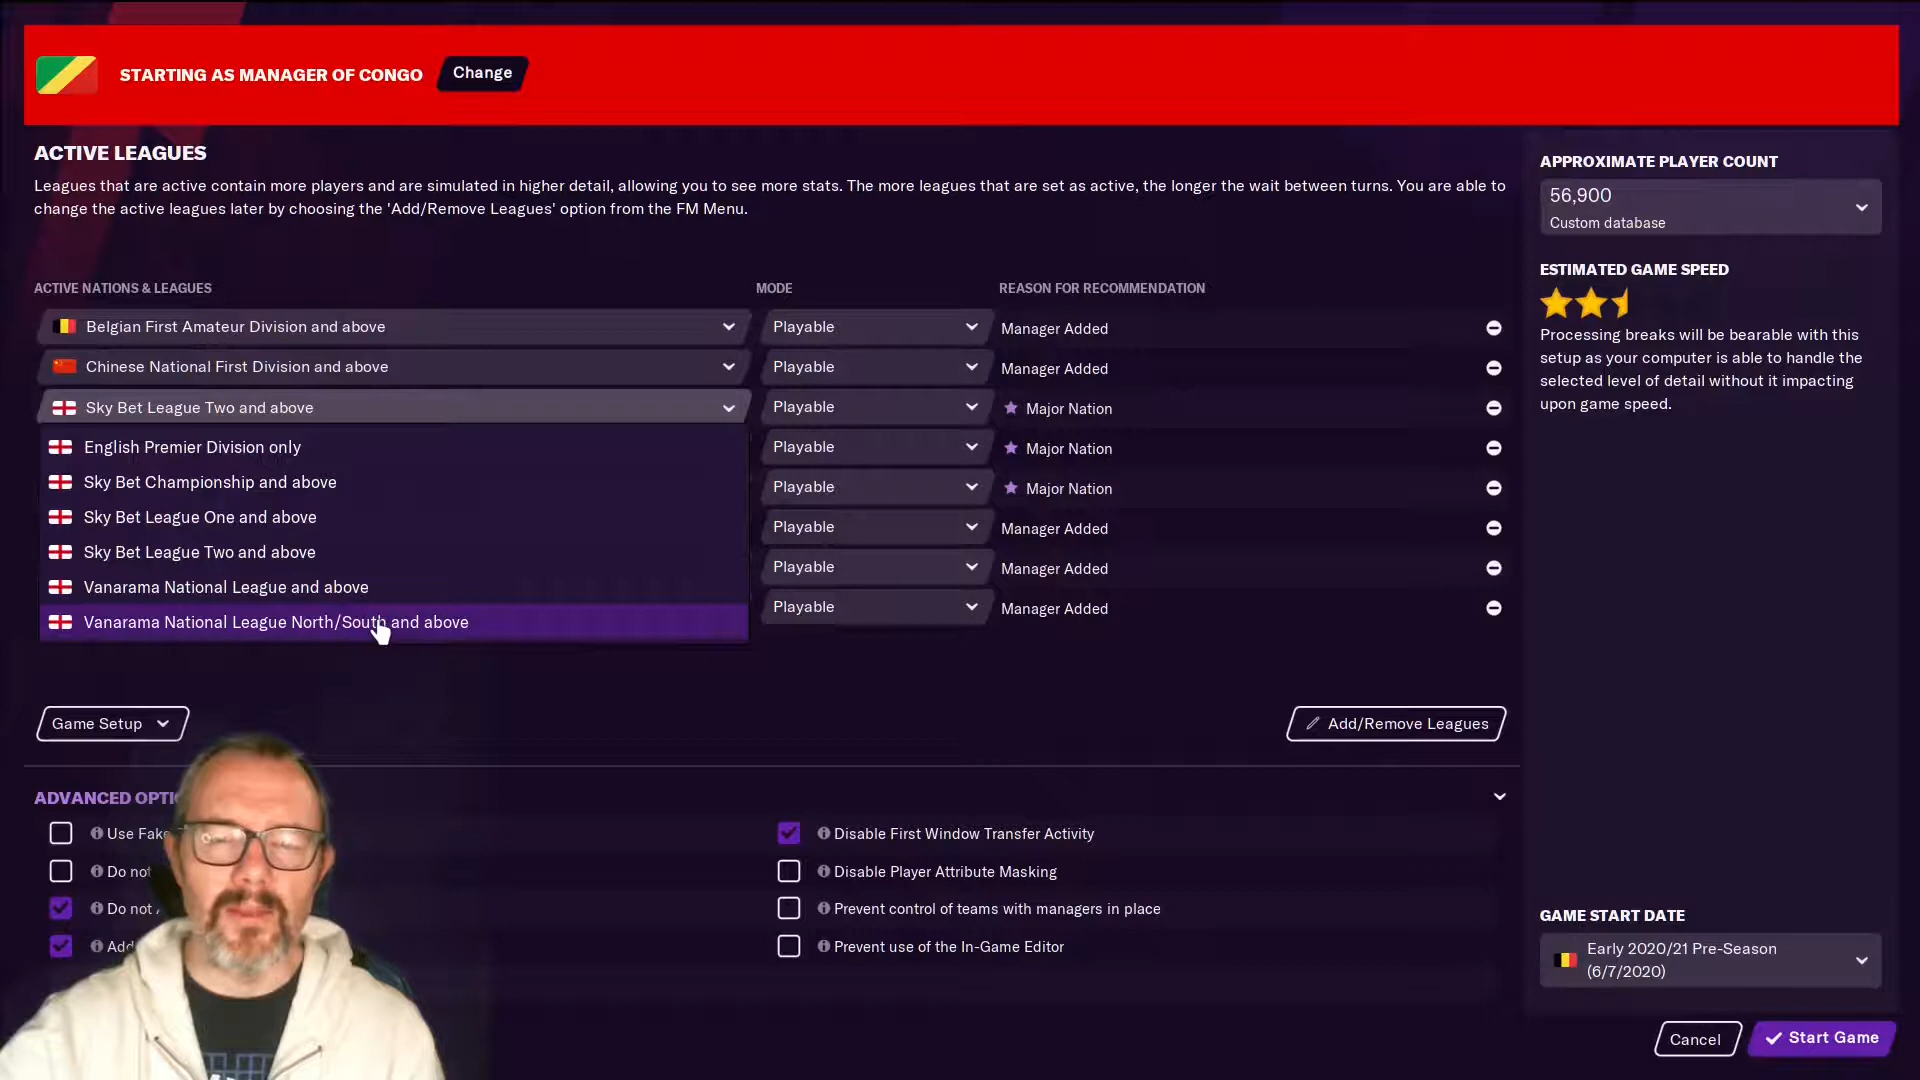 STARTING AS MANAGER OF CONGO
Change
ACTIVE LEAGUES
Leagues that are active contain more players and are simulated in higher detail, allowing you to see more stats. The more leagues that are set as active, the longer the wait between turns. You are able to
change the active leagues later by choosing the 'Add/Remove Leagues' option from the FM Menu.
ACTIVE NATIONS & LEAGUES
MODE
REASON FOR RECOMMENDATION
Belgian First Amateur Division and above
Playable
Manager Added
Chinese National First Division and above
Playable
Manager Added
Sky Bet League Two and above
Playable
Major Nation
English Premier Division only
Playable
Major Nation
Sky Bet Championship and above
Playable
Major Nation
Sky Bet League One and above
Playable
Manager Added
Sky Bet League Two and above
Playable
Manager Added
Vanarama National League and above
Playable
Manager Added
Vanarama National League North/South and above
Game Setup
Add/Remove Leagues
ADVANCED
Use Fake
Disable First Window Transfer Activity
Do not
Disable Player Attribute Masking
Do not
Prevent control of teams with managers in place
Add
Prevent use of the In-Game Editor
APPROXIMATE PLAYER COUNT
56,900
Custom database
ESTIMATED GAME SPEED
Processing breaks will be bearable with this
setup as your computer is able to handle the
selected level of detail without it impacting
upon game speed.
GAME START DATE
Early 2020/21 Pre-Season
(6/7/2020)
Cancel
Start Game